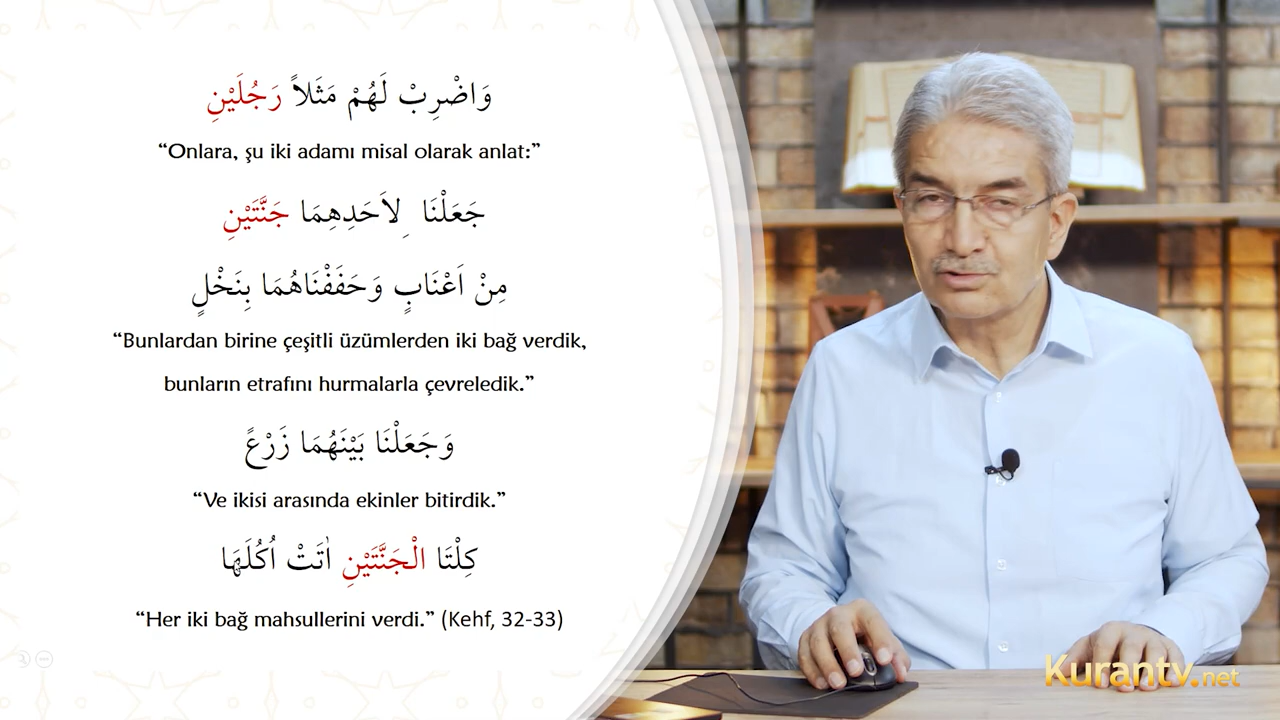 وَاضْرِبْ لَهُمْ مَثَلاً رَجُلَيْنِ
“Onlara, şu iki adamı misal olarak anlat:”
جَعَلْنَا لِاَحَدِهِمَا جَنَّتَيْنِ
مِنْ اَعْنَابٍ وَحَفَفْنَاهُمَا بِنَخْلٍ
“Bunlardan birine çeşitli üzümlerden iki bağ verdik,
bunların etrafını hurmalarla çevreledik.”
وَجَعَلْنَا بَيْنَهُمَا زَرْعً
“Ve ikisi arasında ekinler bitirdik.”
كِلْتَا الْجَنَّتَيْنِ اٰتَتْ اُكُلَهَا
“Her iki bağ mahsullerini verdi.” (Kehf, 32-33)
Kurantv.net